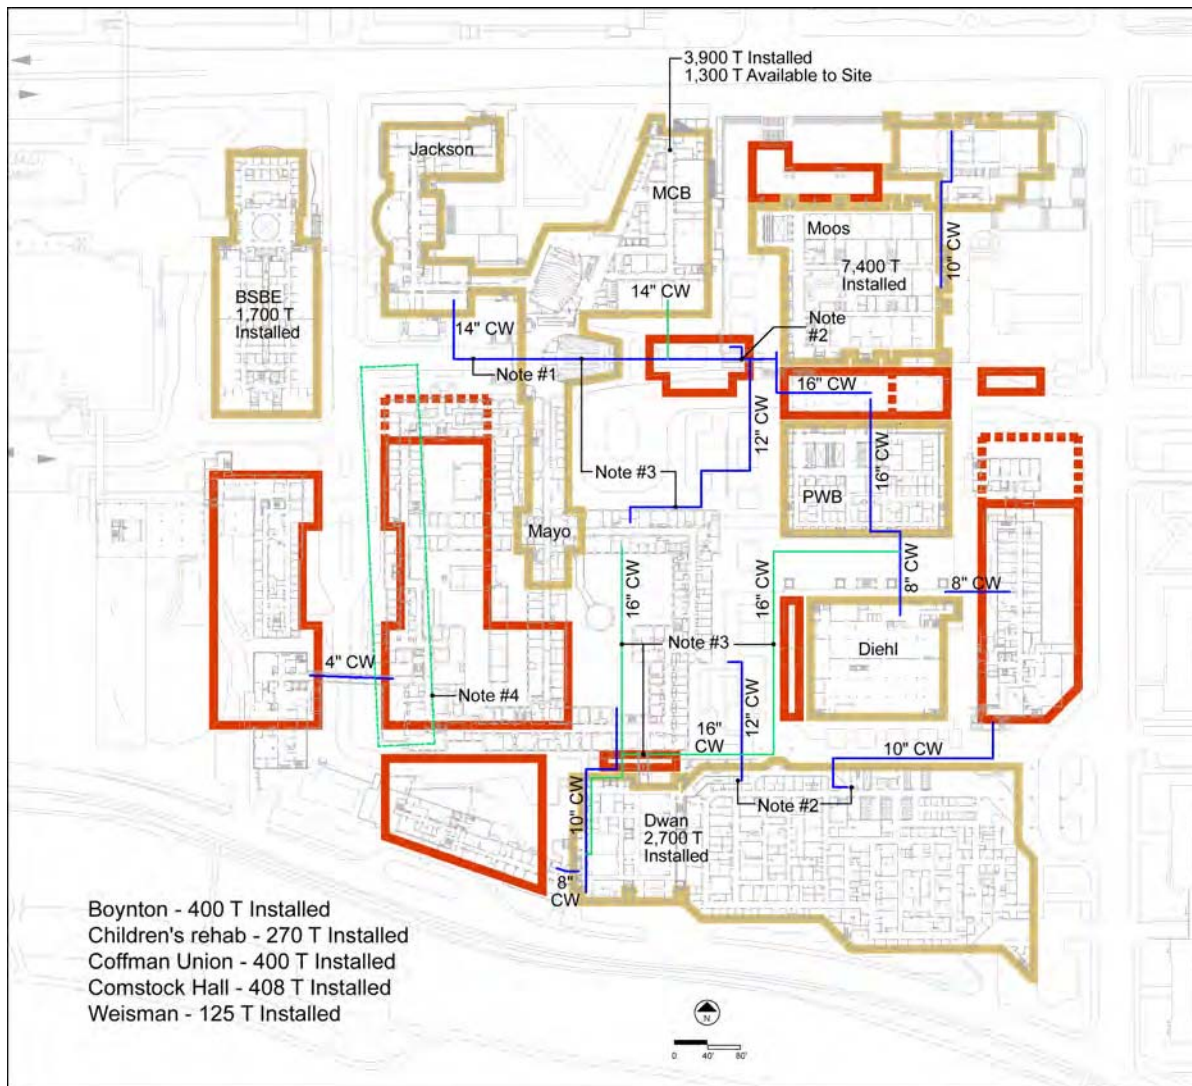 3,900 T Installed
1,300 T Available to Site
Jackson
MCB
Moos
7,400 T
Installed
10" CW
BSBE
1,700 T
Installed
14" CW
14" CW
Note
#2
Note #1
16" CW
12" CW
Note #3
16" CW
PWB
Mayo
16" CW
16" CW
8" CW
8" CW
Note #3
Diehl
4" CW
Note #4
12" CW
16"
CW
10" CW
10" CW
Note #2
Dwan
2,700 T
Installed
8"
CW
Boynton - 400 T Installed
Children's rehab - 270 T Installed
Coffman Union - 400 T Installed
Comstock Hall - 408 T Installed
Weisman - 125 T Installed
N
0 40' 80'